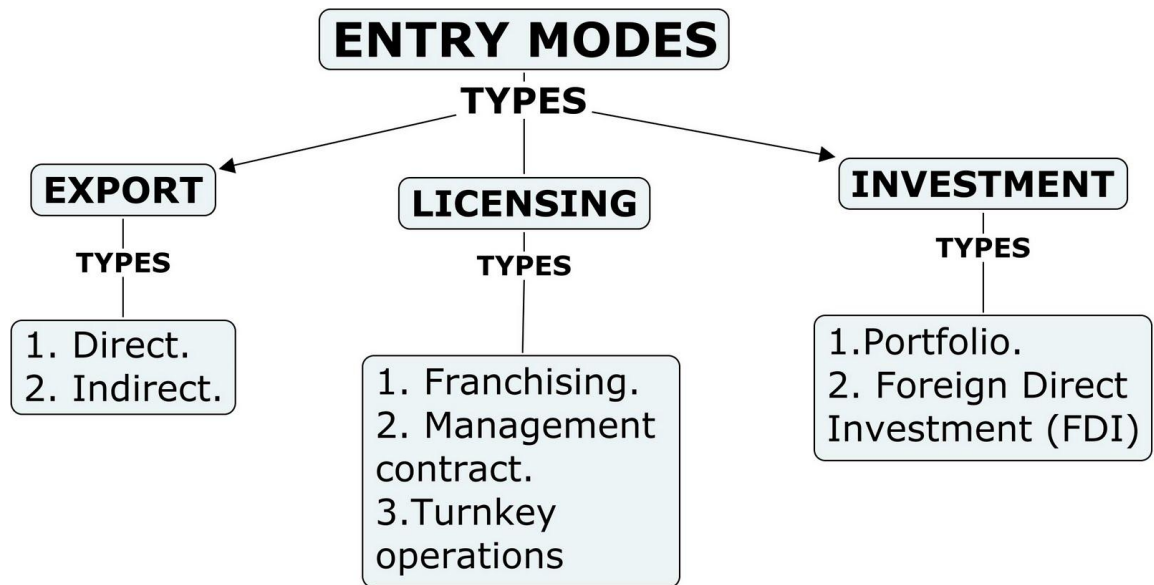 ENTRY MODES
TYPES
EXPORT
TYPES
1. Direct.
2. Indirect.
LICENSING
TYPES
1. Franchising.
2. Management
contract.
3.Turnkey
operations
INVESTMENT
TYPES
1.Portfolio.
2. Foreign Direct
Investment (FDI)